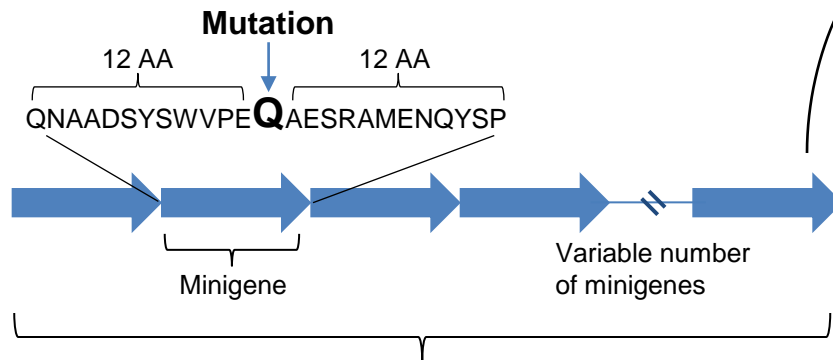 Mutation
12 AA
12 AA
QNAADSYSWVPEQAESRAMENQYSP
Minigene
Variable number
of minigenes